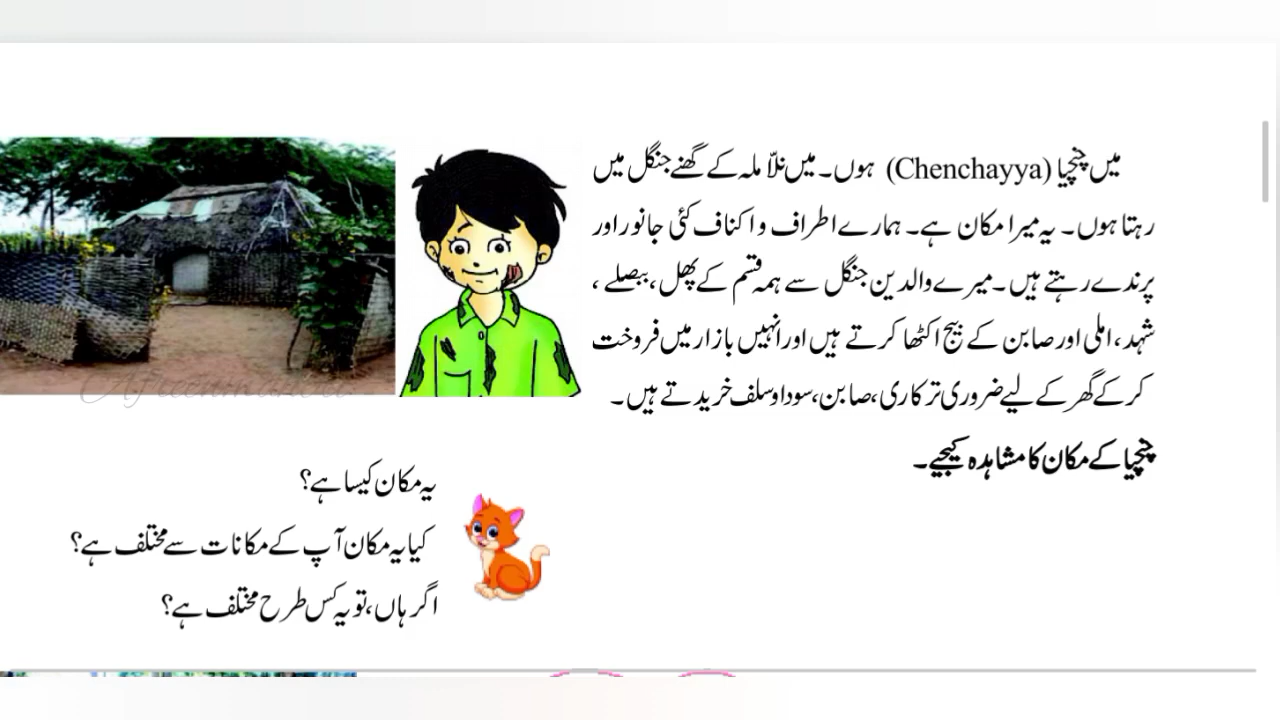 میں چنچیا (Chenchayya) ہوں۔ میں نلاّ ملہ کے گھنے جنگل میں
رہتا ہوں۔ یہ میرا مکان ہے۔ ہمارے اطراف و اکناف کئی جانور اور
پرندے رہتے ہیں۔ میرے والدین جنگل سے ہمہ قسم کے پھل، ببصلے،
شہد، املی اور صابن کے بیج اکٹھا کرتے ہیں اور انہیں بازار میں فروخت
کر کے گھر کے لیے ضروری ترکاری، صابن، سودا وسلف خریدتے ہیں۔
چنچیا کے مکان کا مشاہدہ کیجیے۔
یہ مکان کیسا ہے؟
کیا یہ مکان آپ کے مکانات سے مختلف ہے؟
اگر ہاں، تو یہ کس طرح مختلف ہے؟